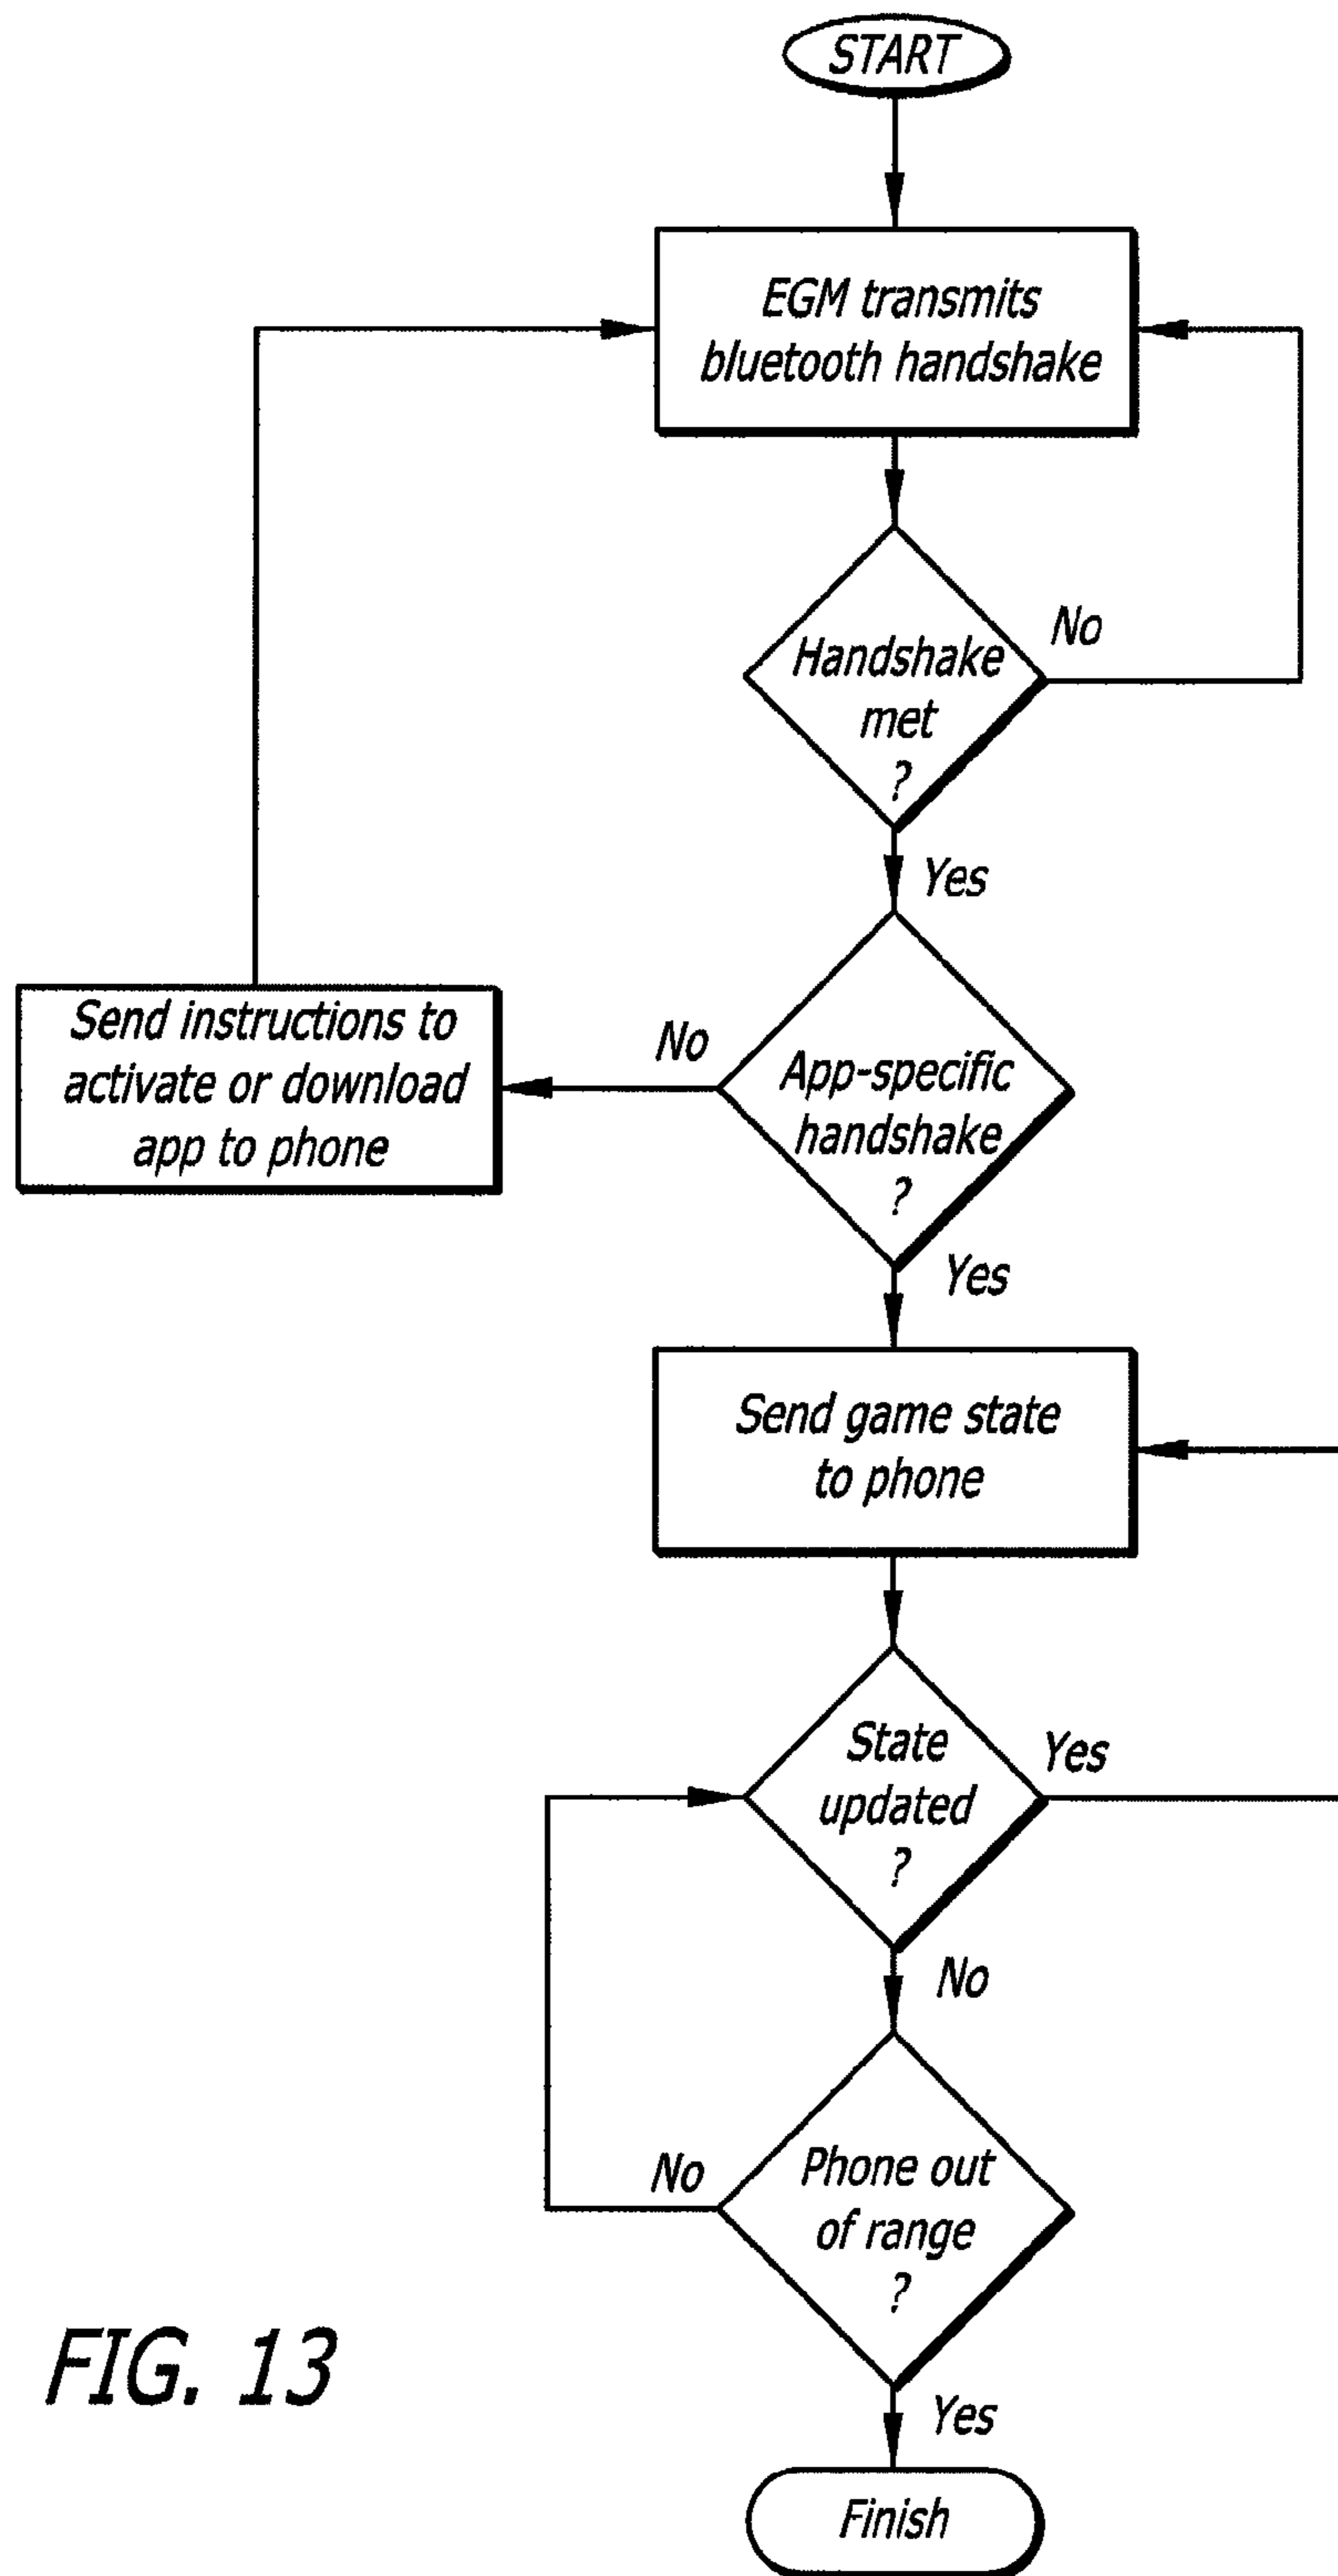 START
EGM transmits
bluetooth handshake
Handshake
met
?
No
Yes
Send instructions to
activate or download
app to phone
No
App-specific
handshake
?
Yes
Send game state
to phone
State
updated
?
Yes
No
No
Phone out
of range
?
Yes
Finish
FIG. 13